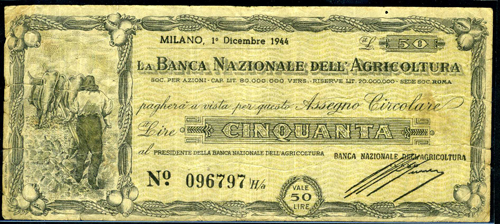 MILANO, 1º Dicembre 1944
£ 50
LA BANCA NAZIONALE DELL'AGRICOLTURA
SOC. PER AZIONI - CAP. LIT. 80.000.000 VERS. - RISERVE LIT. 70.000.000 - SEDE SOC. ROMA
pagherà a vista per questo Assegno Circolare
Lire CINQUANTA
al PRESIDENTE DELLA BANCA NAZIONALE DELL'AGRICOLTURA
BANCA NAZIONALE DELL'AGRICOLTURA
Nº 096797 H/6
VALE
50
LIRE